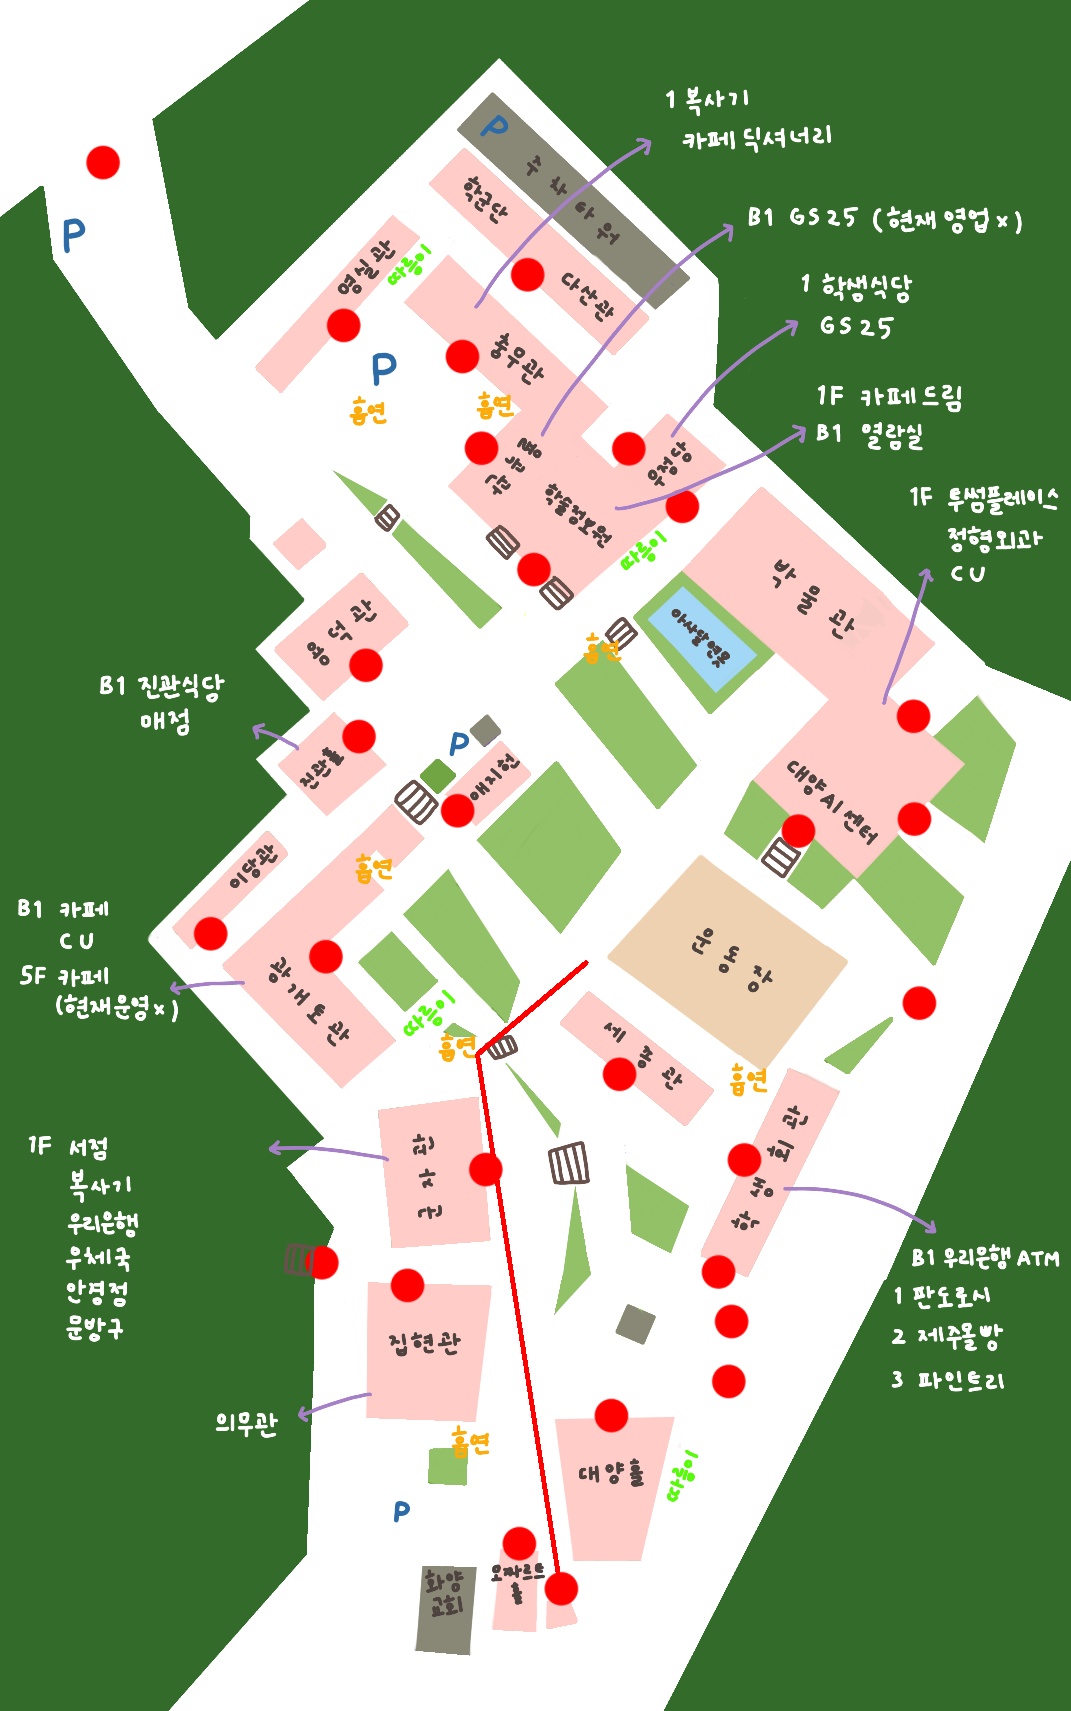 1 복사기
카페 딕셔너리
P
주차타워
학군단
B1 GS25 (현재 영업 x)
P
영실관
따릉이
다산관
1 학생식당
GS25
충무관
P
흡연
흡연
1F 카페드림
B1 열람실
우정당
학술정보원
1F 투썸플레이스
정형외과
CU
따릉이
박물관
아사달연못
흡연
용덕관
B1 진관식당
매점
진관홀
P
애지헌
대양AI센터
이당관
흡연
B1 카페
CU
5F 카페
(현재운영x)
광개토관
운동장
따릉이
흡연
세종관
흡연
학생회관
1F 서점
복사기
우리은행
우체국
안경점
문방구
군자관
B1 우리은행 ATM
1 판도로시
2 제주몰빵
3 파인트리
집현관
의무관
흡연
대양홀
따릉이
P
화양
교회
모짜르트
홀